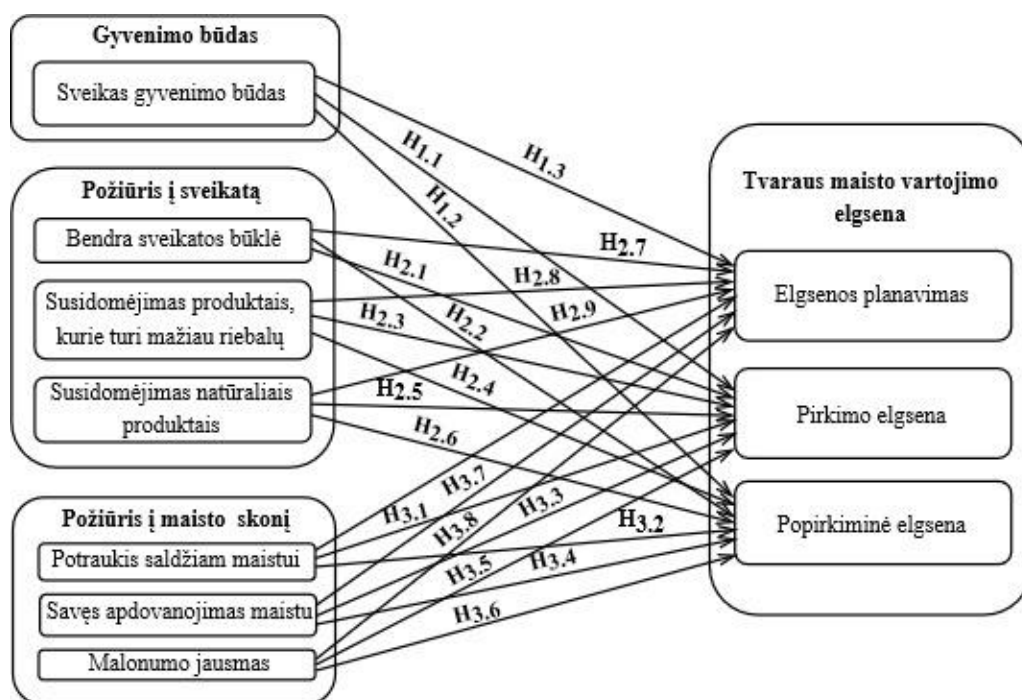 Gyvenimo būdas
Sveikas gyvenimo būdas
Požiūris į sveikatą
Bendra sveikatos būklė
Susidomėjimas produktais,
kurie turi mažiau riebalų
Susidomėjimas natūraliais
produktais
Požiūris į maisto skonį
Potraukis saldžiam maistui
Savęs apdovanojimas maistu
Malonumo jausmas
H1.3
H1.1
H1.2
H2.7
H2.1
H2.8
H2.3
H2.2
H2.9
H2.5
H2.4
H2.6
H3.7
H3.1
H3.8
H3.3
H3.2
H3.5
H3.4
H3.6
Tvaraus maisto vartojimo
elgsena
Elgsenos planavimas
Pirkimo elgsena
Popirkiminė elgsena